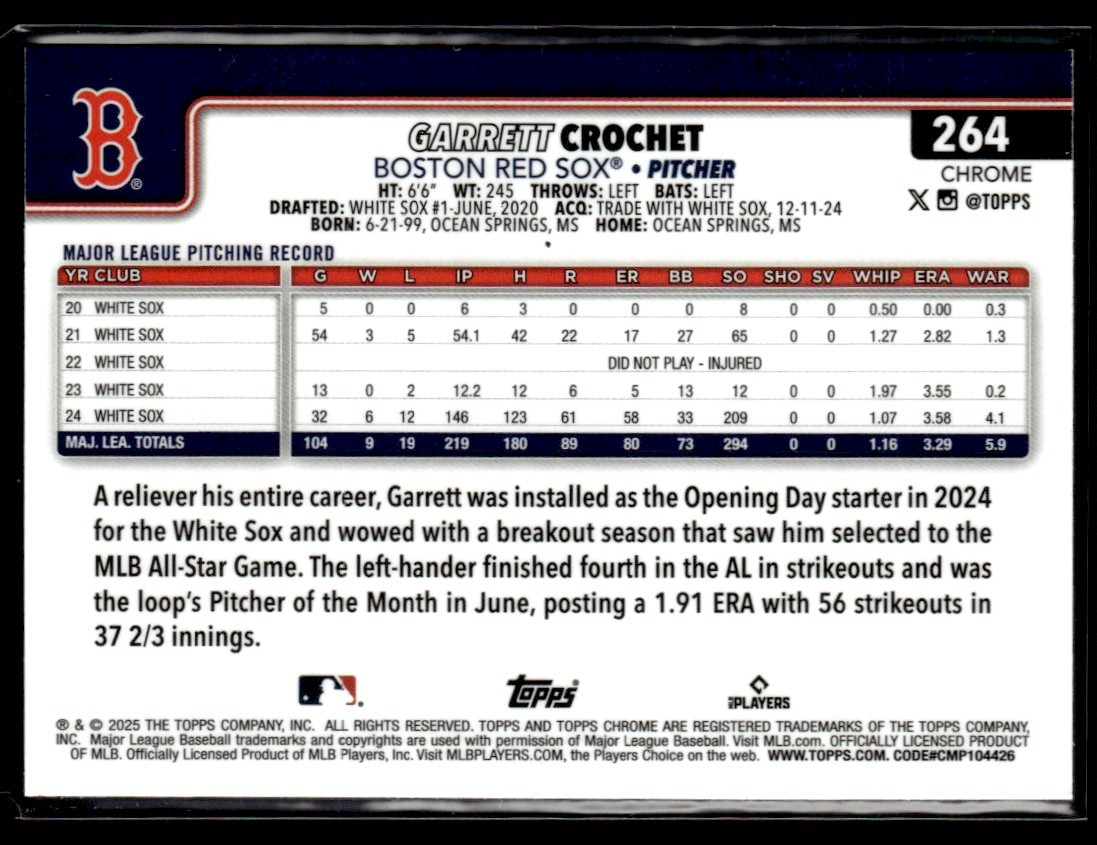 B®
GARRETT CROCHET
264
BOSTON RED SOX® • PITCHER
CHROME
HT: 6'6" WT: 245 THROWS: LEFT BATS: LEFT
X @TOPPS
DRAFTED: WHITE SOX #1-JUNE, 2020 ACQ: TRADE WITH WHITE SOX, 12-11-24
BORN: 6-21-99, OCEAN SPRINGS, MS HOME: OCEAN SPRINGS, MS
MAJOR LEAGUE PITCHING RECORD
YR CLUB G W L IP H R ER BB SO SHO SV WHIP ERA WAR
20 WHITE SOX 5 0 0 6 3 0 0 0 8 0 0 0.50 0.00 0.3
21 WHITE SOX 54 3 5 54.1 42 22 17 27 65 0 0 1.27 2.82 1.3
22 WHITE SOX DID NOT PLAY - INJURED
23 WHITE SOX 13 0 2 12.2 12 6 5 13 12 0 0 1.97 3.55 0.2
24 WHITE SOX 32 6 12 146 123 61 58 33 209 0 0 1.07 3.58 4.1
MAJ. LEA. TOTALS 104 9 19 219 180 89 80 73 294 0 0 1.16 3.29 5.9
A reliever his entire career, Garrett was installed as the Opening Day starter in 2024
for the White Sox and wowed with a breakout season that saw him selected to the
MLB All-Star Game. The left-hander finished fourth in the AL in strikeouts and was
the loop's Pitcher of the Month in June, posting a 1.91 ERA with 56 strikeouts in
37 2/3 innings.
Topps® MLB PLAYERS
® & © 2025 THE TOPPS COMPANY, INC. ALL RIGHTS RESERVED. TOPPS AND TOPPS CHROME ARE REGISTERED TRADEMARKS OF THE TOPPS COMPANY,
INC. Major League Baseball trademarks and copyrights are used with permission of Major League Baseball. Visit MLB.com. OFFICIALLY LICENSED PRODUCT
OF MLB. Officially Licensed Product of MLB Players, Inc. Visit MLBPLAYERS.COM, the Players Choice on the web. WWW.TOPPS.COM. CODE#CMP104426